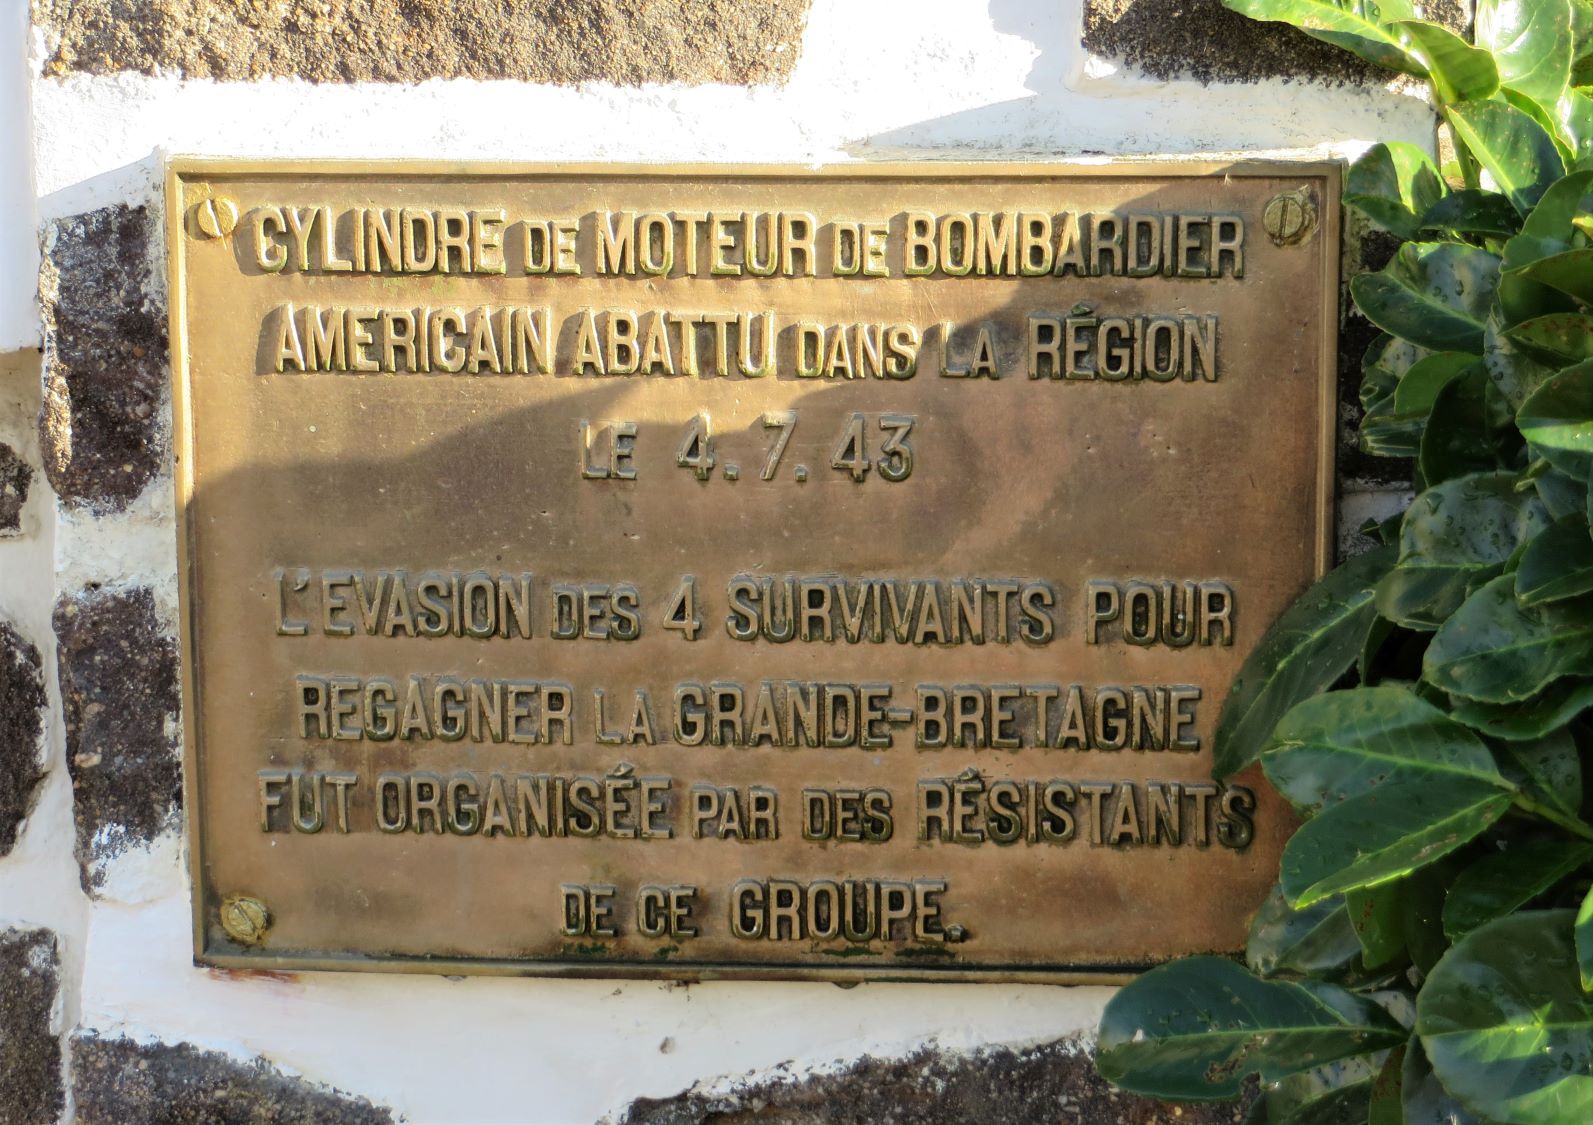 CYLINDRE DE MOTEUR DE BOMBARDIER
AMERICAIN ABATTU DANS LA RÉGION
LE 4.7.43
L'EVASION DES 4 SURVIVANTS POUR
REGAGNER LA GRANDE-BRETAGNE
FUT ORGANISÉE PAR DES RÉSISTANTS
DE CE GROUPE.